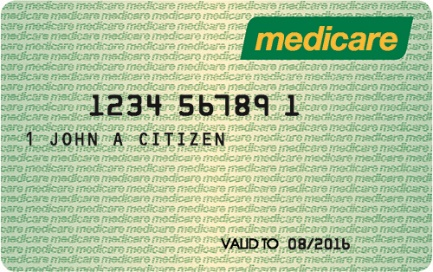 medicare
1234 56789 1
1 JOHN A CITIZEN
VALID TO 08/2016